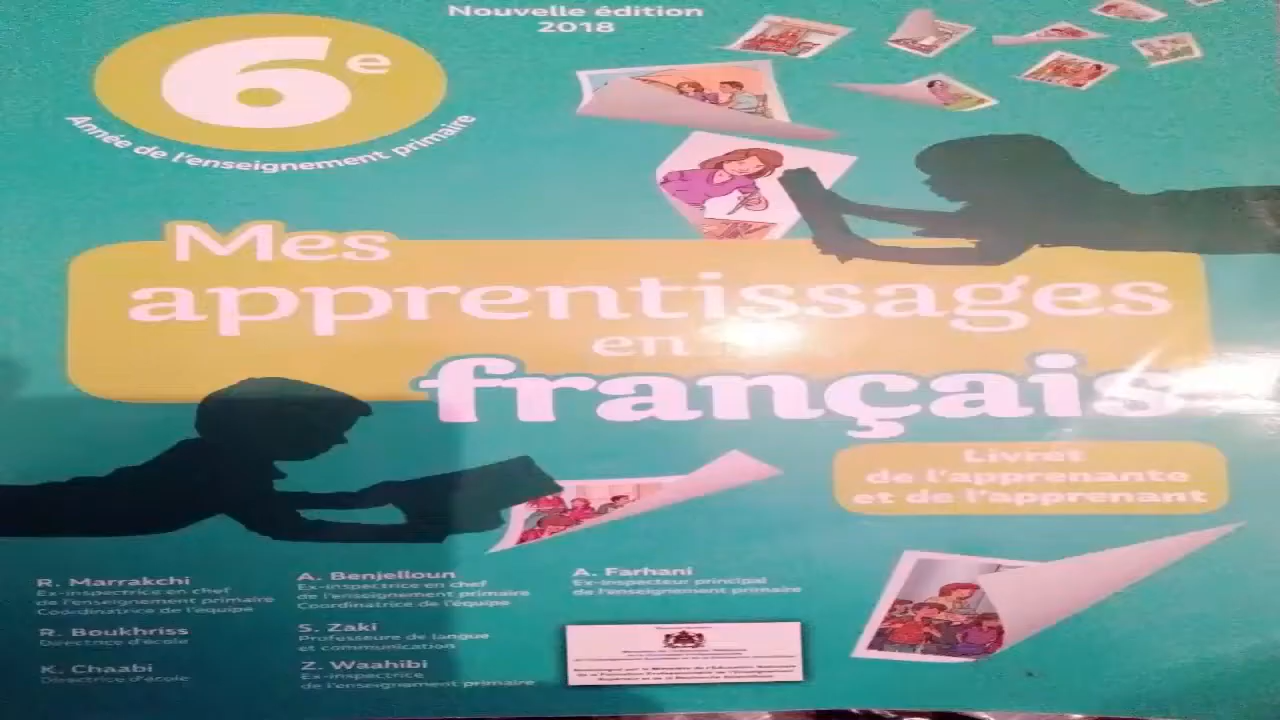 Nouvelle édition
2018
6e
Année de l'enseignement primaire
Mes
apprentissages
en
français
Livret
de l'apprenante
et de l'apprenant
R. Marrakchi
Ex-inspectrice en chef
de l'enseignement primaire
Coordinatrice de l'équipe
R. Boukhriss
Directrice d'école
K. Chaabi
Directrice d'école
A. Benjelloun
Ex-inspectrice en chef
de l'enseignement primaire
Coordinatrice de l'équipe
S. Zaki
Professeure de langue
et communication
Z. Waahibi
Ex-inspectrice
de l'enseignement primaire
A. Farhani
Ex-inspecteur principal
de l'enseignement primaire